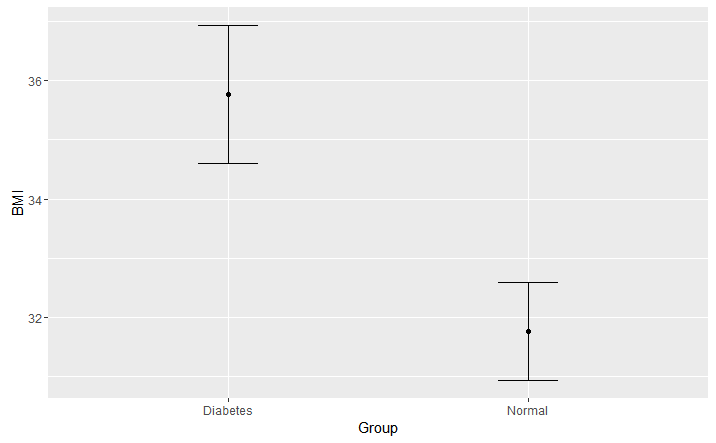 36
34
32
BMI
Diabetes
Normal
Group